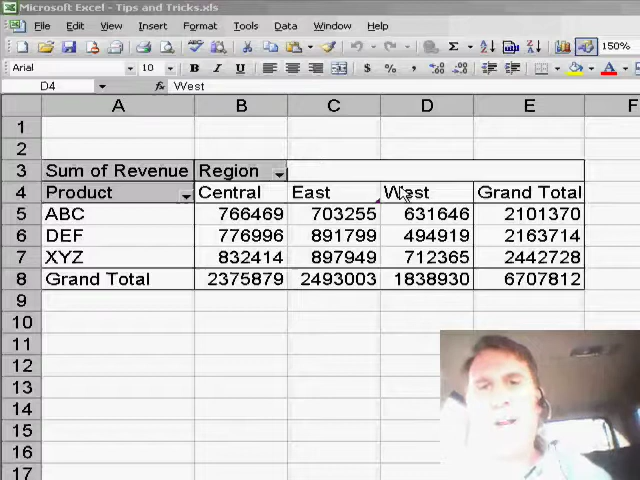 Microsoft Excel - Tips and Tricks.xls
File Edit View Insert Format Tools Data Window Help
Σ 150%
Arial 10 B I U $ % , A
D4 fx West
A B C D E F
1
2
3 Sum of Revenue Region
4 Product Central East West Grand Total
5 ABC 766469 703255 631646 2101370
6 DEF 776996 891799 494919 2163714
7 XYZ 832414 897949 712365 2442728
8 Grand Total 2375879 2493003 1838930 6707812
9
10
11
12
13
14
15
16
17